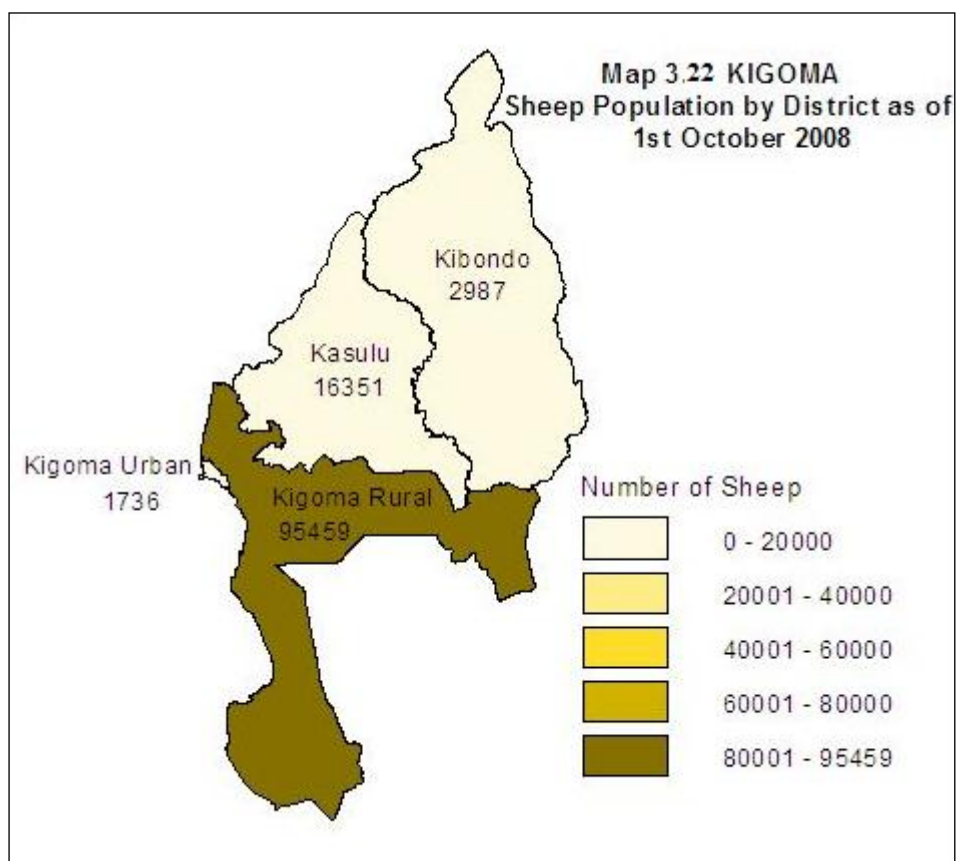 Map 3.22 KIGOMA
Sheep Population by District as of
1st October 2008
Kibondo
2987
Kasulu
16351
Kigoma Urban
1736
Kigoma Rural
95459
Number of Sheep
0 - 20000
20001 - 40000
40001 - 60000
60001 - 80000
80001 - 95459